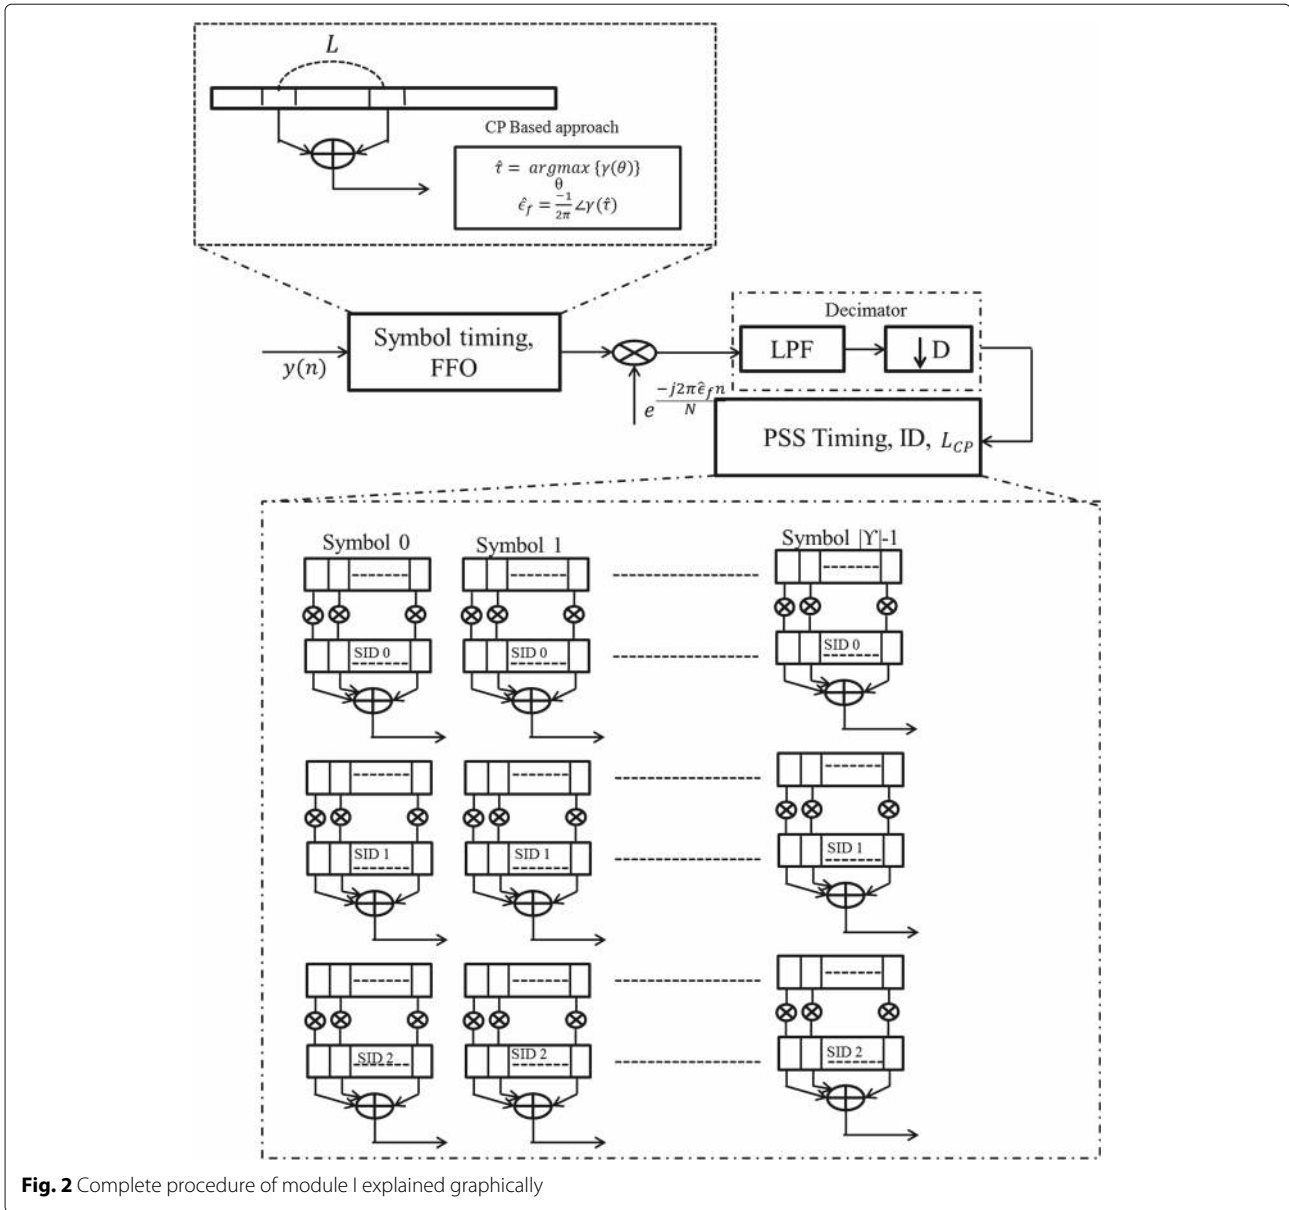 L
CP Based approach
τ̂ = argmax {γ(θ)}
θ
ϵ̂_f = -1/2π ∠γ(τ̂)
Decimator
Symbol timing,
FFO
LPF
↓D
y(n)
e^{-j2πϵ̂_f n / N}
PSS Timing, ID, L_{CP}
Symbol 0 Symbol 1 Symbol |ϒ|-1
SID 0 SID 0 SID 0
SID 1 SID 1 SID 1
SID 2 SID 2 SID 2
Fig. 2 Complete procedure of module I explained graphically